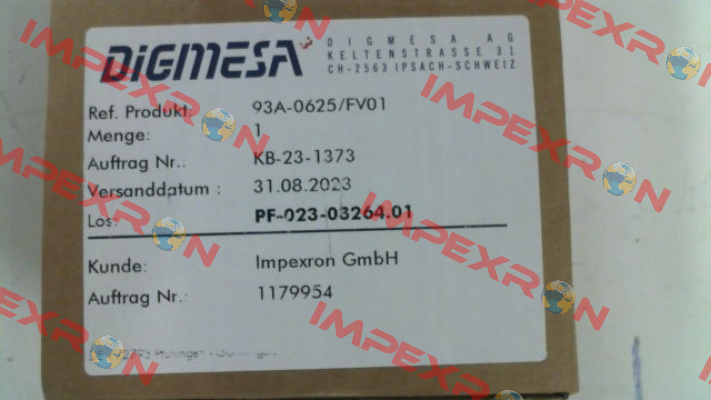 DIGMESA
DIGMESA AG
KELTENSTRASSE 31
CH-2563 IPSACH-SCHWEIZ
Ref. Produkt: 93A-0625/FV01
Menge: 1
Auftrag Nr.: KB-23-1373
Versanddatum : 31.08.2023
Los: PF-023-03264.01
Kunde: Impexron GmbH
Auftrag Nr.: 1179954
IMPEXRON
IMPEXRON
IMPEXRON
IMPEXRON